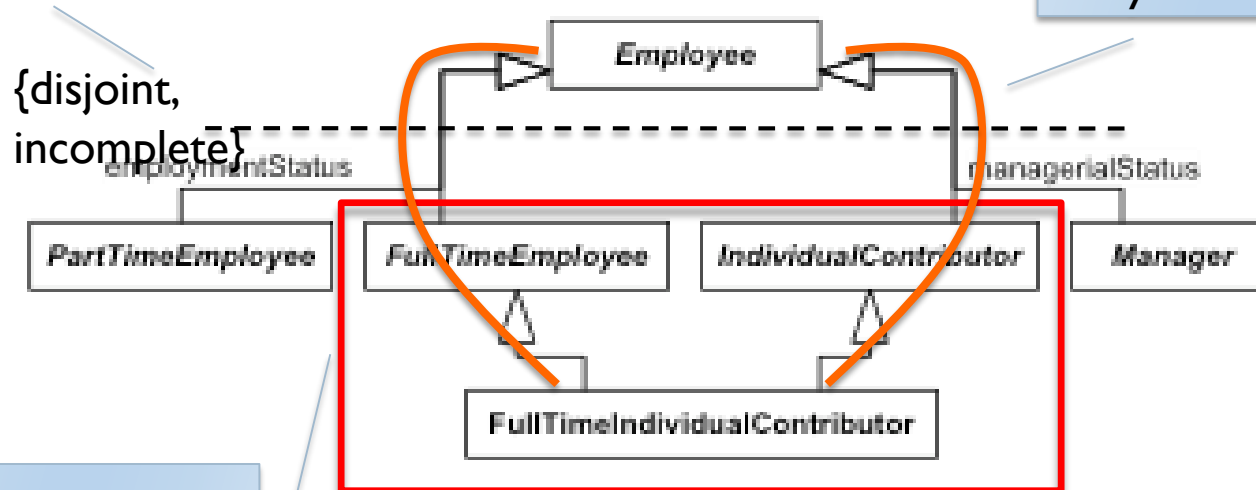 Employee
{disjoint,
incomplete}
employmentStatus
managerialStatus
PartTimeEmployee
FullTimeEmployee
IndividualContributor
Manager
FullTimeIndividualContributor